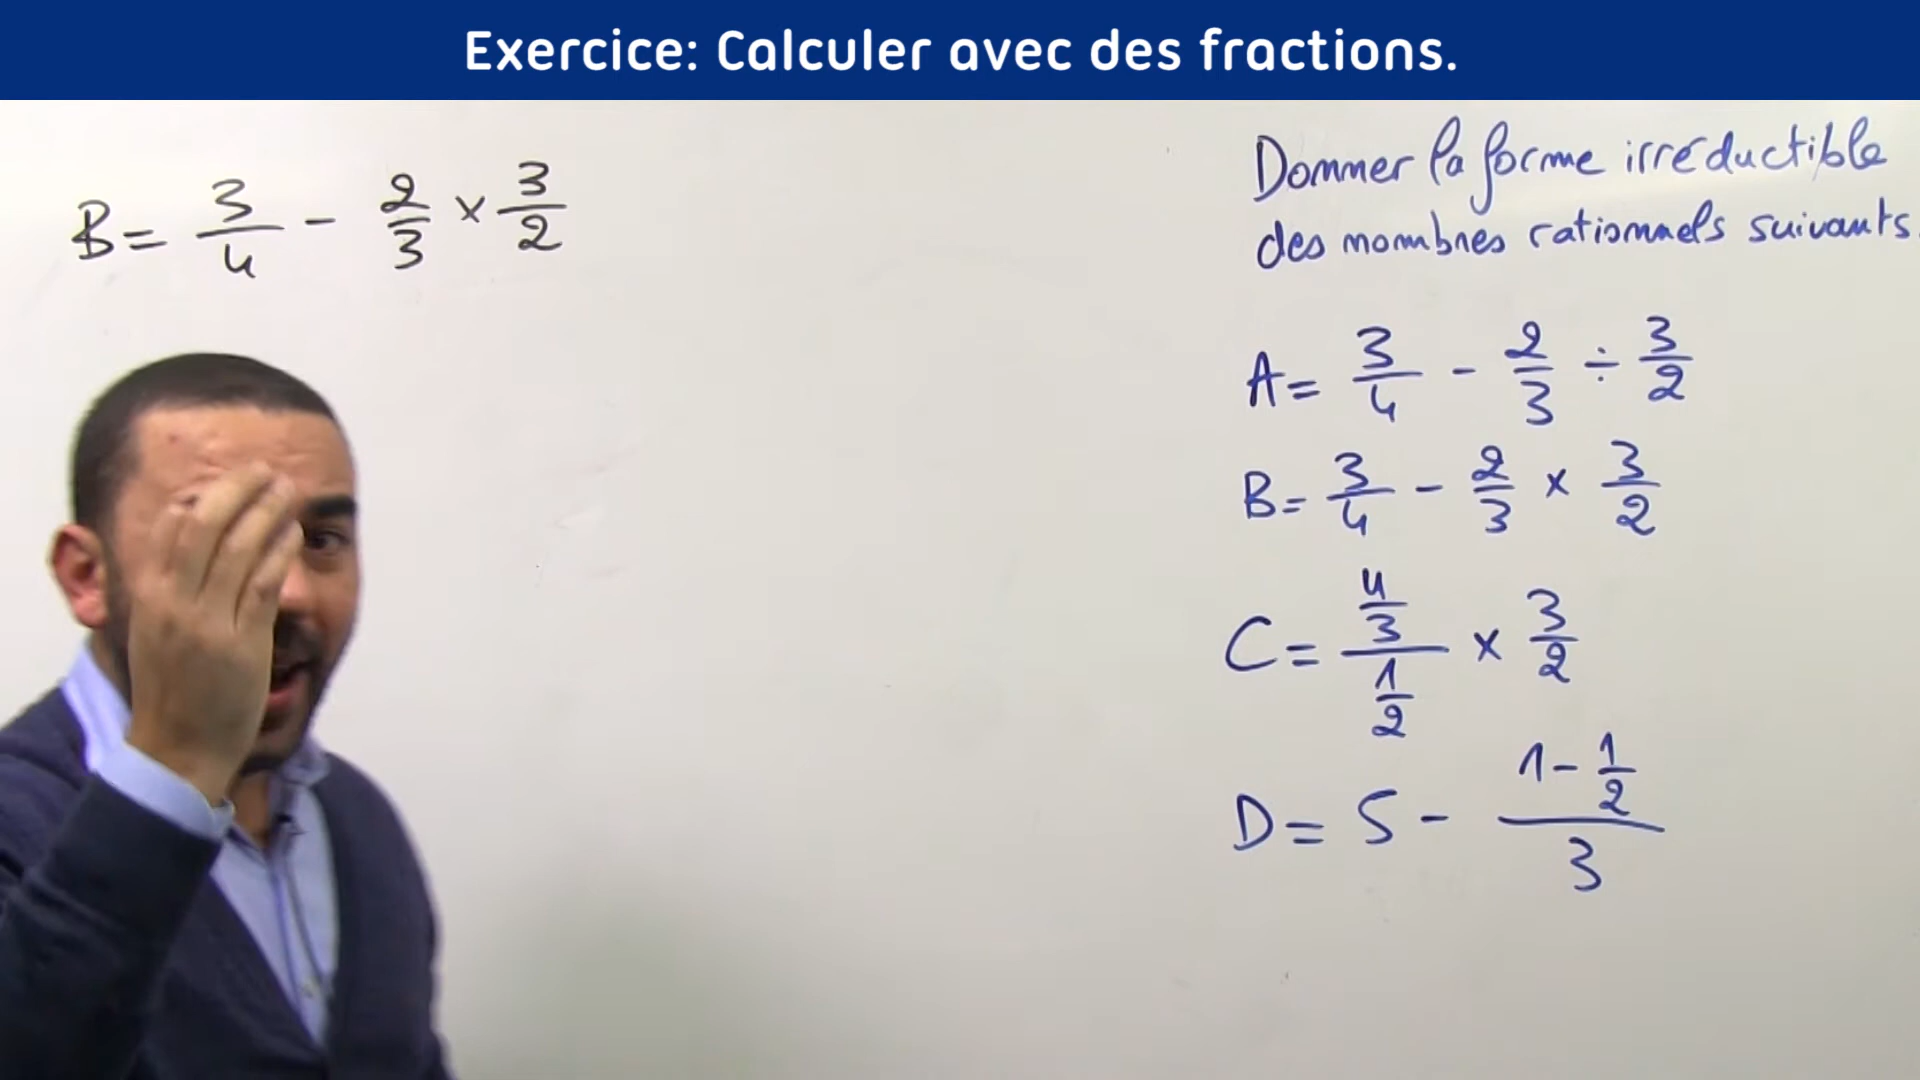 Exercice: Calculer avec des fractions.
B = 3/4 - 2/3 × 3/2
Donner la forme irréductible
des nombres rationnels suivants.
A = 3/4 - 2/3 ÷ 3/2
B = 3/4 - 2/3 × 3/2
C = (4/3)/(1/2) × 3/2
D = 5 - (1 - 1/2)/3